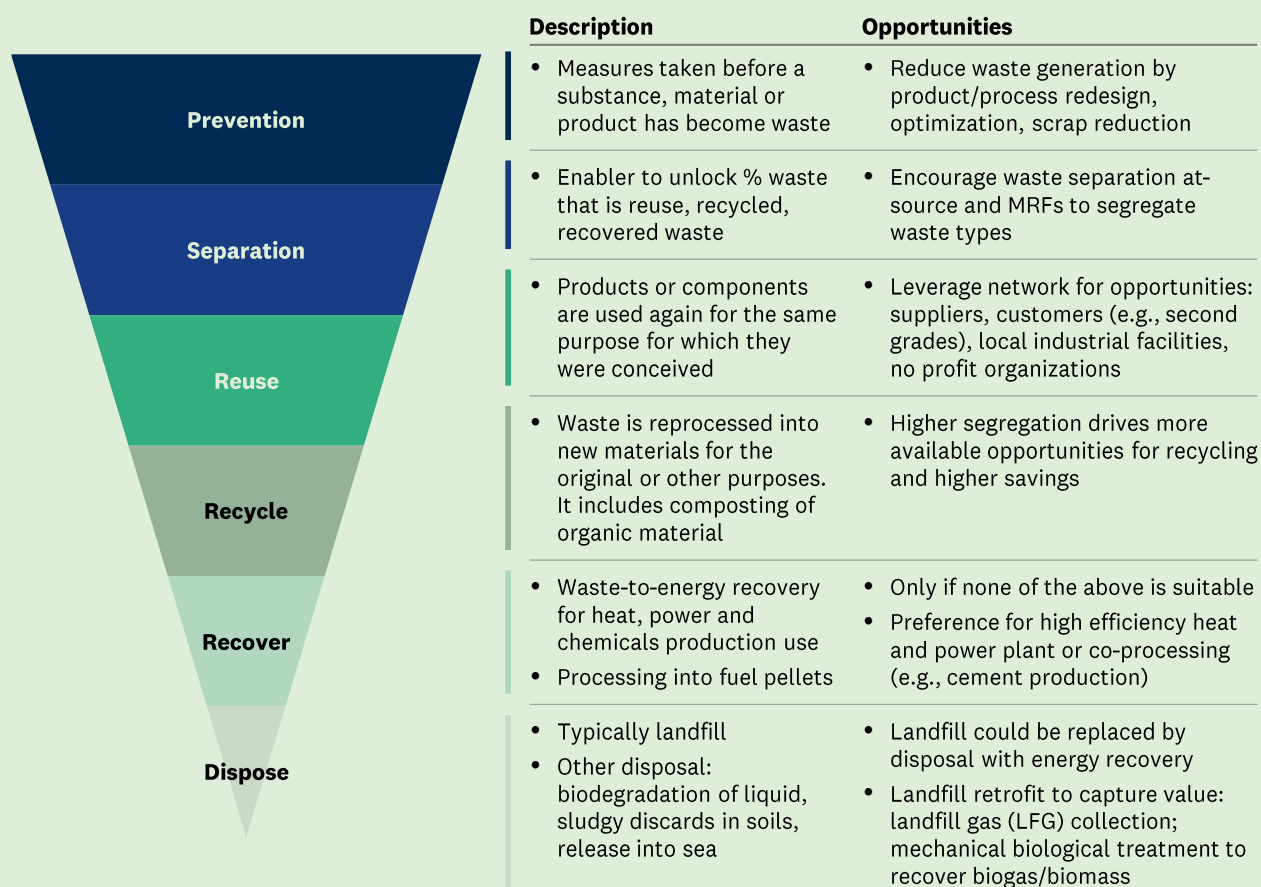 Description
Opportunities
Prevention
• Measures taken before a
substance, material or
product has become waste
• Reduce waste generation by
product/process redesign,
optimization, scrap reduction
Separation
• Enabler to unlock % waste
that is reuse, recycled,
recovered waste
• Encourage waste separation at-
source and MRFs to segregate
waste types
Reuse
• Products or components
are used again for the same
purpose for which they
were conceived
• Leverage network for opportunities:
suppliers, customers (e.g., second
grades), local industrial facilities,
no profit organizations
Recycle
• Waste is reprocessed into
new materials for the
original or other purposes.
It includes composting of
organic material
• Higher segregation drives more
available opportunities for recycling
and higher savings
Recover
• Waste-to-energy recovery
for heat, power and
chemicals production use
• Processing into fuel pellets
• Only if none of the above is suitable
• Preference for high efficiency heat
and power plant or co-processing
(e.g., cement production)
Dispose
• Typically landfill
• Other disposal:
biodegradation of liquid,
sludgy discards in soils,
release into sea
• Landfill could be replaced by
disposal with energy recovery
• Landfill retrofit to capture value:
landfill gas (LFG) collection;
mechanical biological treatment to
recover biogas/biomass